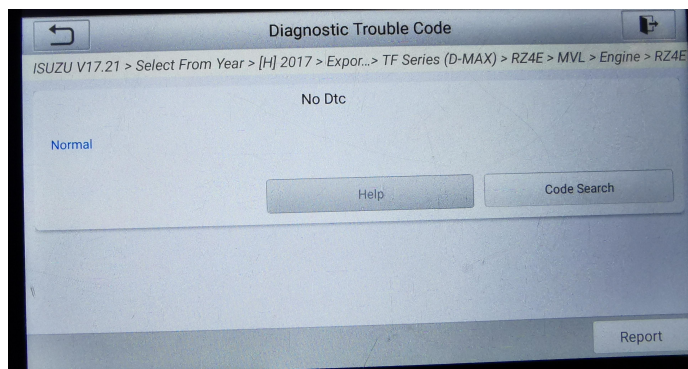 Diagnostic Trouble Code
ISUZU V17.21 > Select From Year > [H] 2017 > Expor...> TF Series (D-MAX) > RZ4E > MVL > Engine > RZ4E
No Dtc
Normal
Help
Code Search
Report